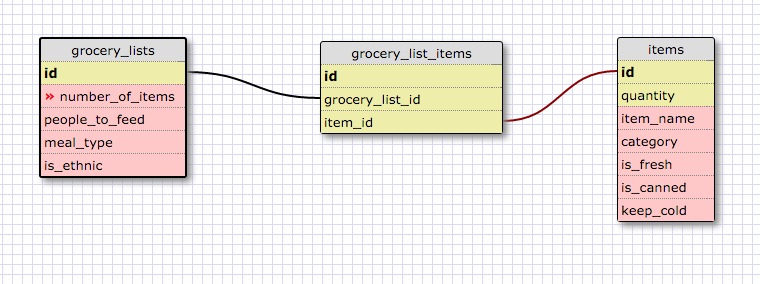 grocery_lists
id
» number_of_items
people_to_feed
meal_type
is_ethnic
grocery_list_items
id
grocery_list_id
item_id
items
id
quantity
item_name
category
is_fresh
is_canned
keep_cold